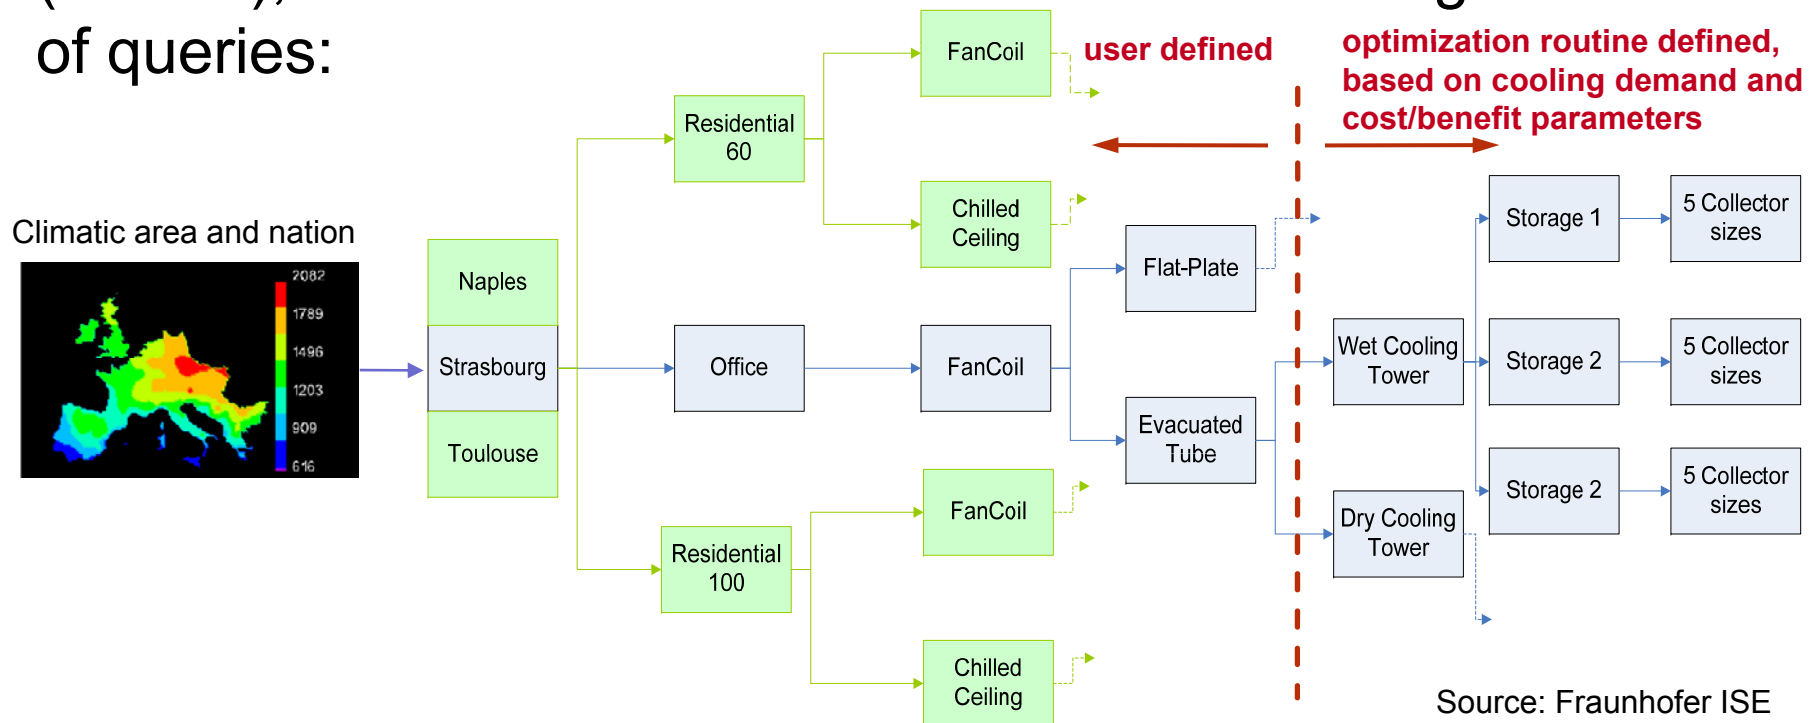 of queries:
user defined
optimization routine defined,
based on cooling demand and
cost/benefit parameters
Climatic area and nation
2082
1789
1496
1203
909
616
Naples
Strasbourg
Toulouse
Residential
60
Office
Residential
100
FanCoil
Chilled
Ceiling
FanCoil
FanCoil
Chilled
Ceiling
Flat-Plate
Evacuated
Tube
Wet Cooling
Tower
Dry Cooling
Tower
Storage 1
5 Collector
sizes
Storage 2
5 Collector
sizes
Storage 2
5 Collector
sizes
Source: Fraunhofer ISE